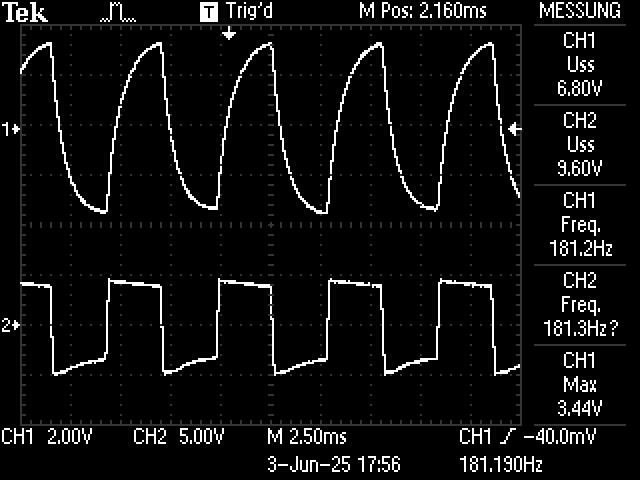 Tek T Trig'd M Pos: 2.160ms MESSUNG
CH1
Uss
6.80V
CH2
Uss
9.60V
CH1
Freq.
181.2Hz
CH2
Freq.
181.3Hz?
CH1
Max
3.44V
1
2
CH1 2.00V CH2 5.00V M 2.50ms CH1 -40.0mV
3-Jun-25 17:56 181.190Hz